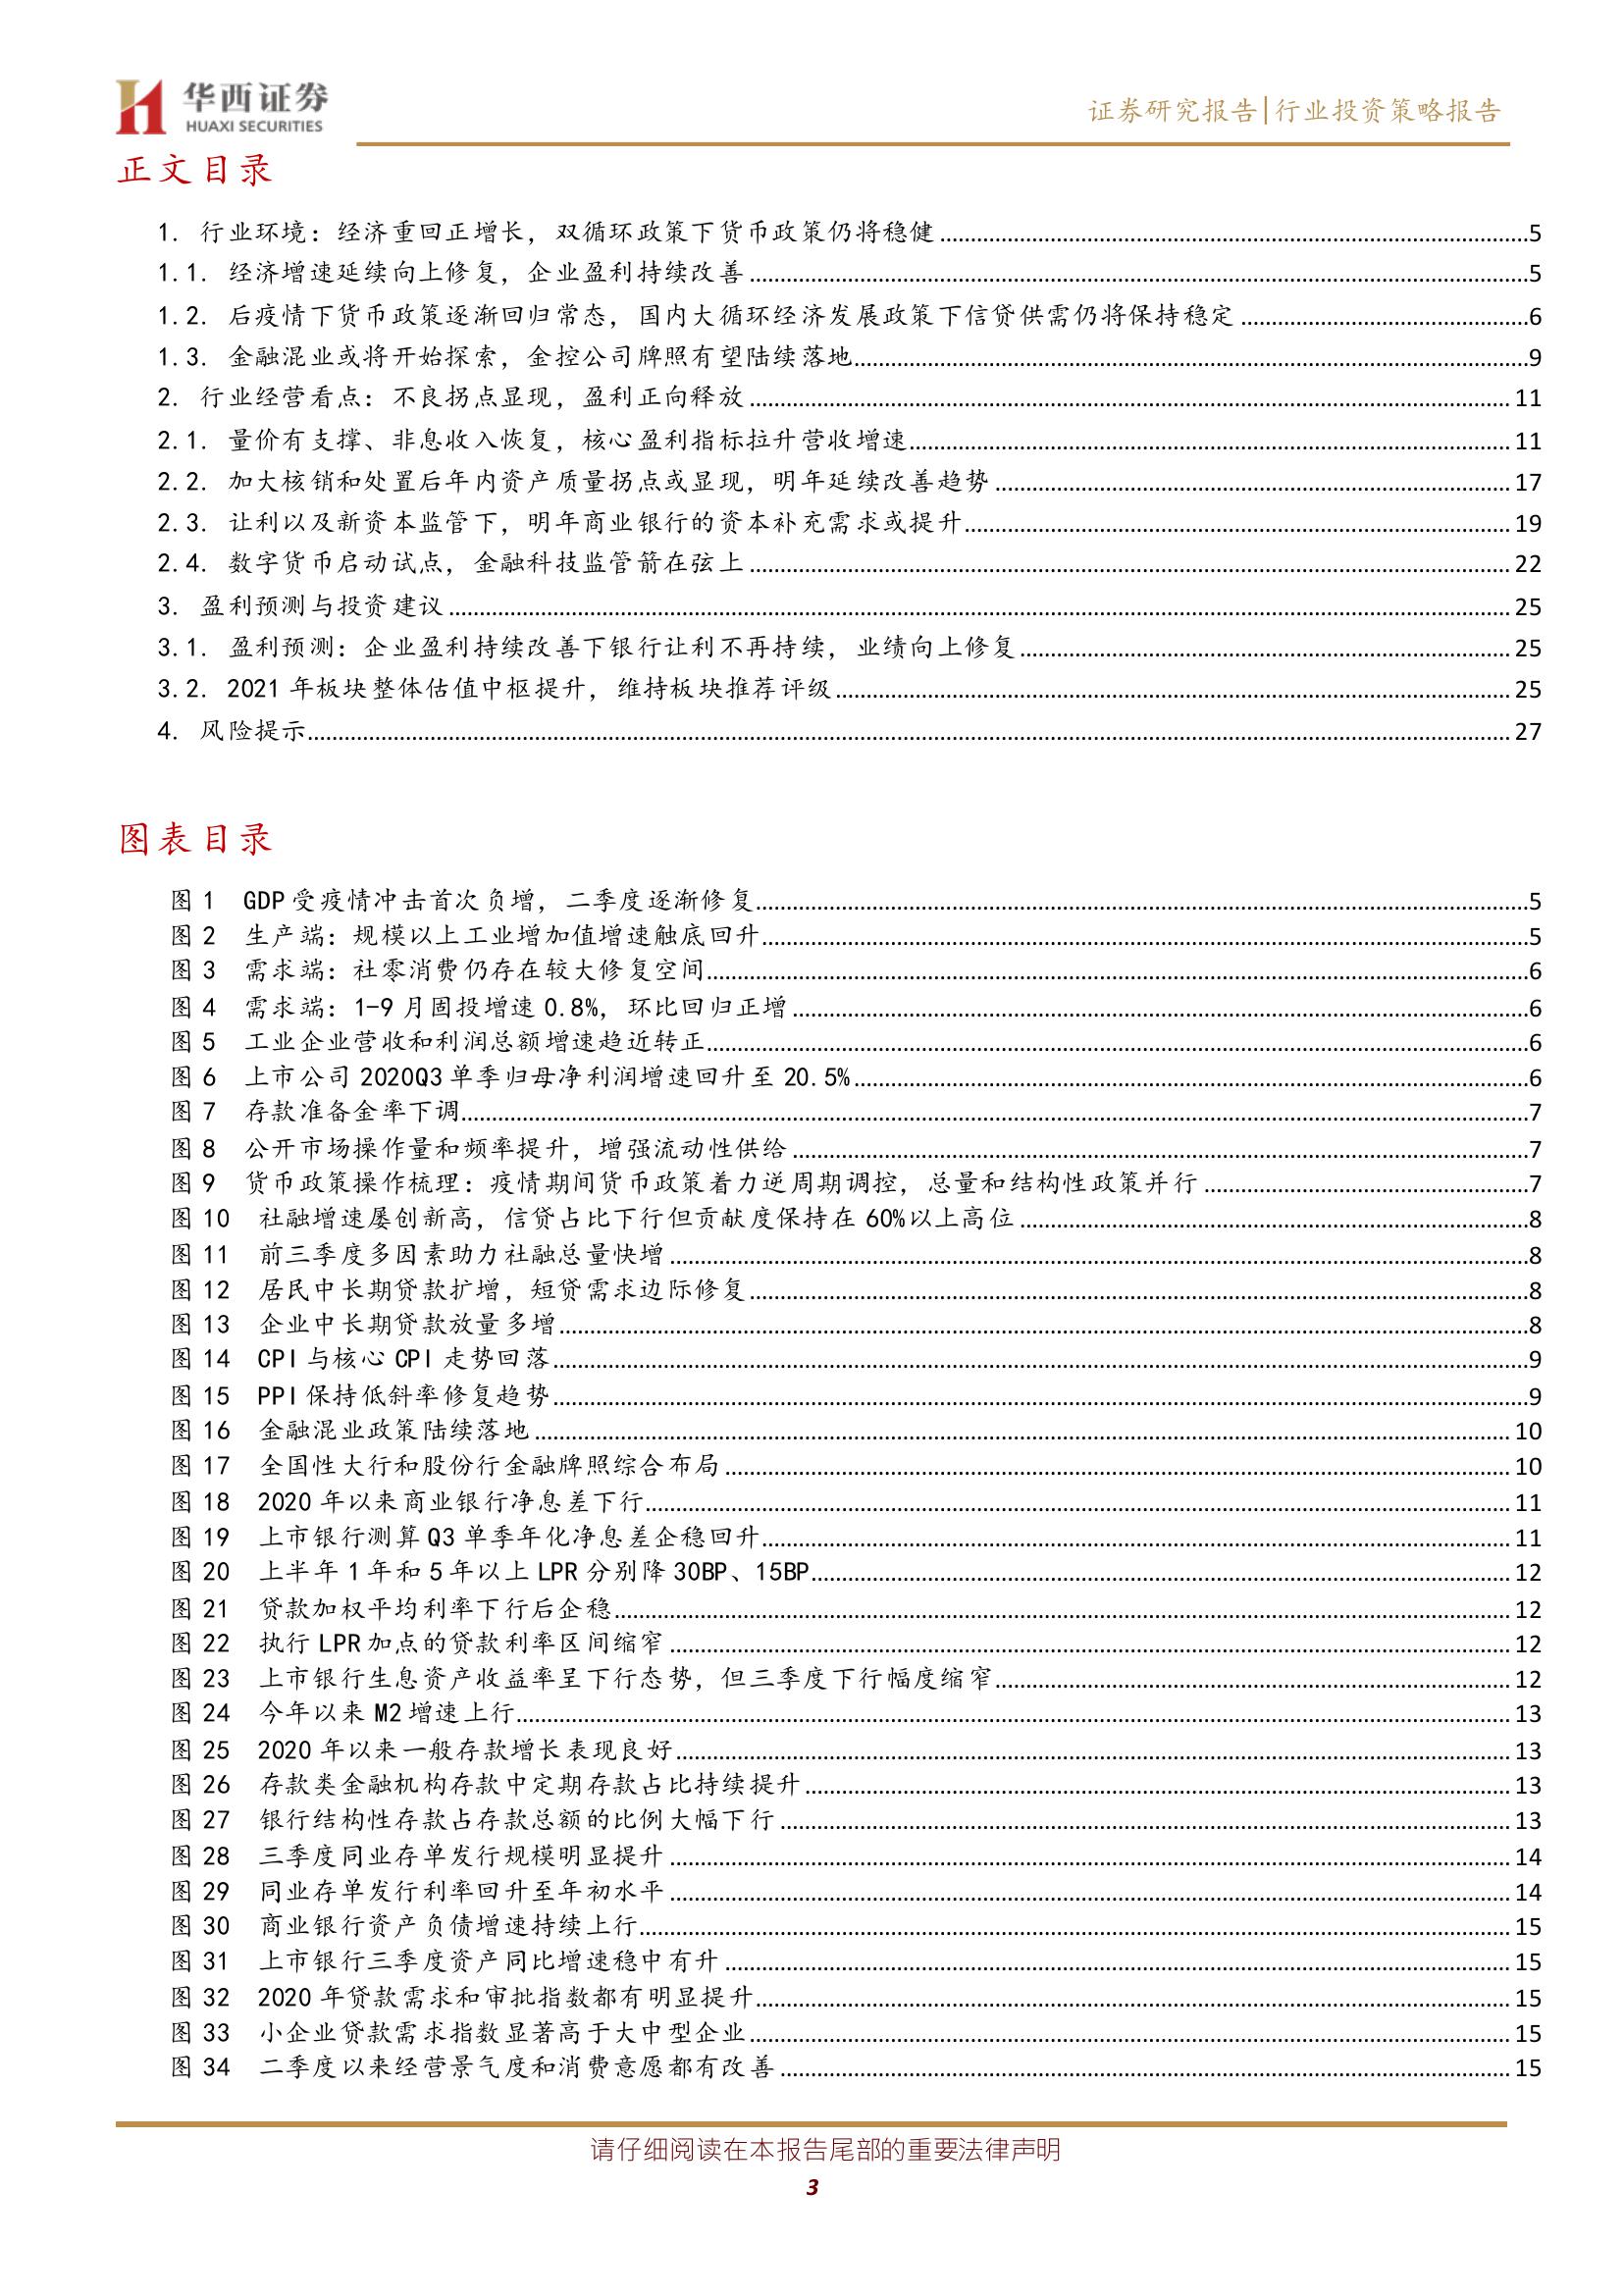 华西证券
HUAXI SECURITIES
证券研究报告|行业投资策略报告
正文目录
1. 行业环境：经济重回正增长，双循环政策下货币政策仍将稳健 5
1.1. 经济增速延续向上修复，企业盈利持续改善 5
1.2. 后疫情下货币政策逐渐回归常态，国内大循环经济发展政策下信贷供需仍将保持稳定 6
1.3. 金融混业或将开始探索，金控公司牌照有望陆续落地 9
2. 行业经营看点：不良拐点显现，盈利正向释放 11
2.1. 量价有支撑、非息收入恢复，核心盈利指标拉升营收增速 11
2.2. 加大核销和处置后年内资产质量拐点或显现，明年延续改善趋势 17
2.3. 让利以及新资本监管下，明年商业银行的资本补充需求或提升 19
2.4. 数字货币启动试点，金融科技监管箭在弦上 22
3. 盈利预测与投资建议 25
3.1. 盈利预测：企业盈利持续改善下银行让利不再持续，业绩向上修复 25
3.2. 2021 年板块整体估值中枢提升，维持板块推荐评级 25
4. 风险提示 27
图表目录
图 1 GDP 受疫情冲击首次负增，二季度逐渐修复 5
图 2 生产端：规模以上工业增加值增速触底回升 5
图 3 需求端：社零消费仍存在较大修复空间 6
图 4 需求端：1-9 月固投增速 0.8%，环比回归正增 6
图 5 工业企业营收和利润总额增速趋近转正 6
图 6 上市公司 2020Q3 单季归母净利润增速回升至 20.5% 6
图 7 存款准备金率下调 7
图 8 公开市场操作量和频率提升，增强流动性供给 7
图 9 货币政策操作梳理：疫情期间货币政策着力逆周期调控，总量和结构性政策并行 7
图 10 社融增速屡创新高，信贷占比下行但贡献度保持在 60%以上高位 8
图 11 前三季度多因素助力社融总量快增 8
图 12 居民中长期贷款扩增，短贷需求边际修复 8
图 13 企业中长期贷款放量多增 8
图 14 CPI 与核心 CPI 走势回落 9
图 15 PPI 保持低斜率修复趋势 9
图 16 金融混业政策陆续落地 10
图 17 全国性大行和股份行金融牌照综合布局 10
图 18 2020 年以来商业银行净息差下行 11
图 19 上市银行测算 Q3 单季年化净息差企稳回升 11
图 20 上半年 1 年和 5 年以上 LPR 分别降 30BP、15BP 12
图 21 贷款加权平均利率下行后企稳 12
图 22 执行 LPR 加点的贷款利率区间缩窄 12
图 23 上市银行生息资产收益率呈下行态势，但三季度下行幅度缩窄 12
图 24 今年以来 M2 增速上行 13
图 25 2020 年以来一般存款增长表现良好 13
图 26 存款类金融机构存款中定期存款占比持续提升 13
图 27 银行结构性存款占存款总额的比例大幅下行 13
图 28 三季度同业存单发行规模明显提升 14
图 29 同业存单发行利率回升至年初水平 14
图 30 商业银行资产负债增速持续上行 15
图 31 上市银行三季度资产同比增速稳中有升 15
图 32 2020 年贷款需求和审批指数都有明显提升 15
图 33 小企业贷款需求指数显著高于大中型企业 15
图 34 二季度以来经营景气度和消费意愿都有改善 15
请仔细阅读在本报告尾部的重要法律声明
3